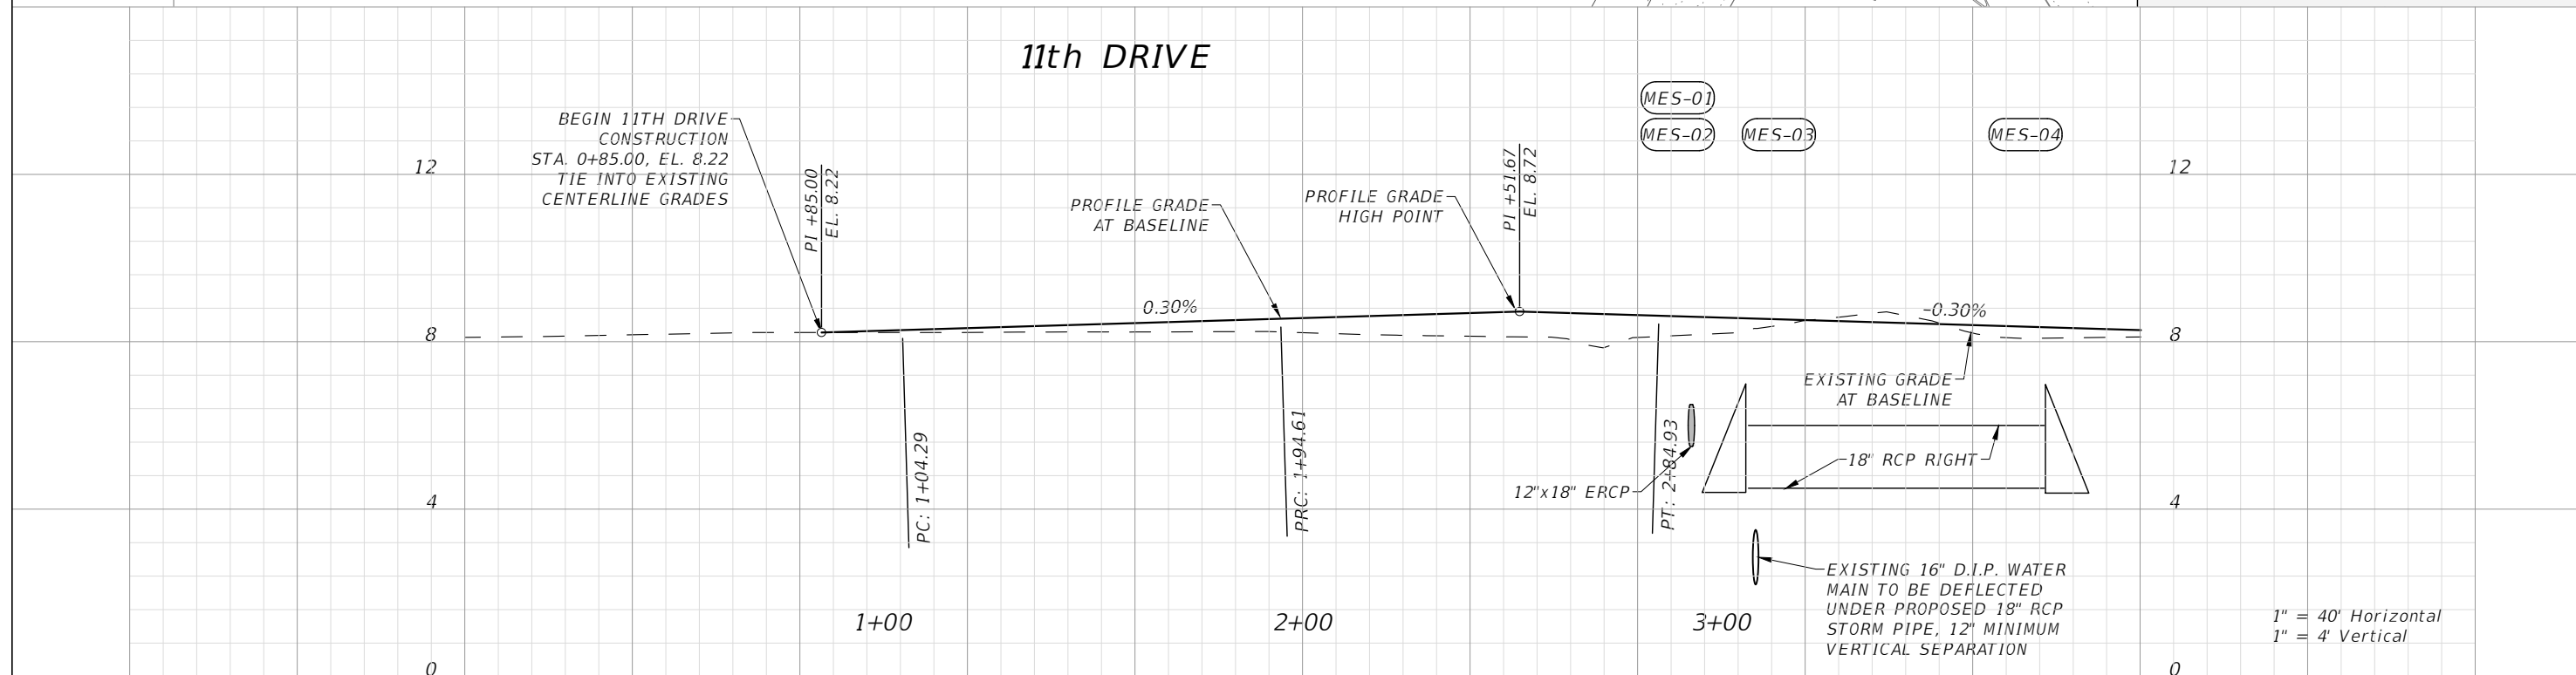 11th DRIVE
MES-01
MES-02
MES-03
MES-04
BEGIN 11TH DRIVE
CONSTRUCTION
STA. 0+85.00, EL. 8.22
TIE INTO EXISTING
CENTERLINE GRADES
12
12
PI +85.00
EL. 8.22
PROFILE GRADE
AT BASELINE
PROFILE GRADE
HIGH POINT
PI +51.67
EL. 8.72
0.30%
-0.30%
8
8
EXISTING GRADE
AT BASELINE
PC: 1+04.29
PRC: 1+94.61
PT: 2+84.93
18" RCP RIGHT
12"x18" ERCP
4
4
EXISTING 16" D.I.P. WATER
MAIN TO BE DEFLECTED
UNDER PROPOSED 18" RCP
STORM PIPE, 12" MINIMUM
VERTICAL SEPARATION
1+00
2+00
3+00
1" = 40' Horizontal
1" = 4' Vertical
0
0